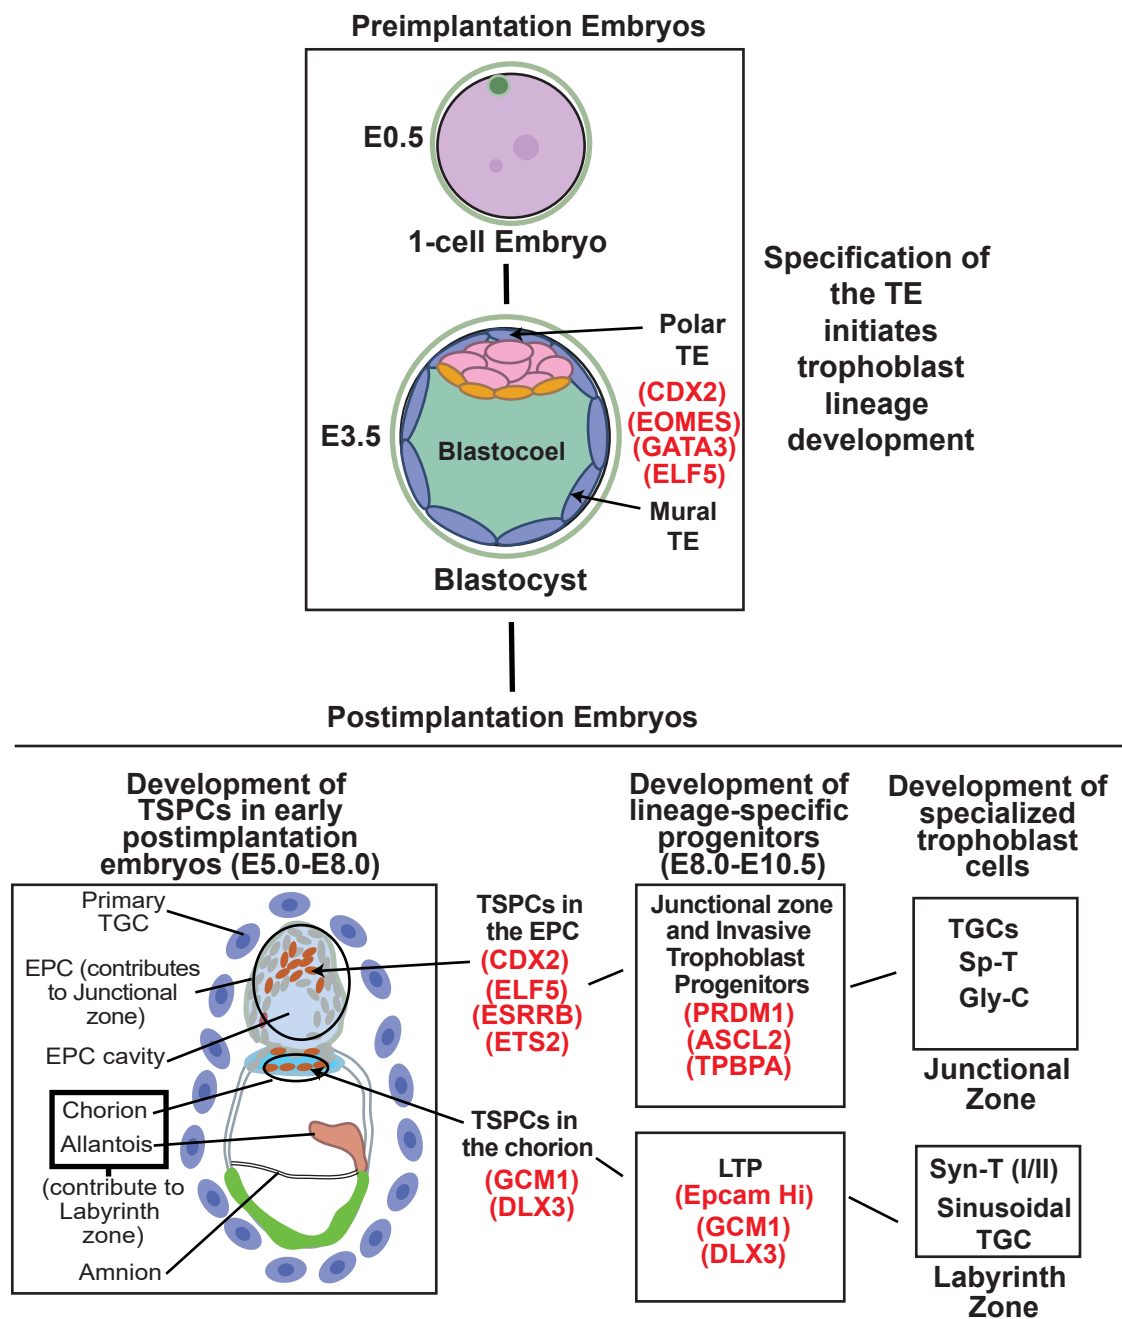 Preimplantation Embryos
E0.5
1-cell Embryo
Specification of
the TE
initiates
trophoblast
lineage
development
Polar
TE
(CDX2)
(EOMES)
(GATA3)
(ELF5)
E3.5
Blastocoel
Mural
TE
Blastocyst
Postimplantation Embryos
Development of
TSPCs in early
postimplantation
embryos (E5.0-E8.0)
Development of
lineage-specific
progenitors
(E8.0-E10.5)
Development of
specialized
trophoblast
cells
Primary
TGC
EPC (contributes
to Junctional
zone)
EPC cavity
Chorion
Allantois
(contribute to
Labyrinth
zone)
Amnion
TSPCs in
the EPC
(CDX2)
(ELF5)
(ESRRB)
(ETS2)
TSPCs in
the chorion
(GCM1)
(DLX3)
Junctional zone
and Invasive
Trophoblast
Progenitors
(PRDM1)
(ASCL2)
(TPBPA)
LTP
(Epcam Hi)
(GCM1)
(DLX3)
TGCs
Sp-T
Gly-C
Junctional
Zone
Syn-T (I/II)
Sinusoidal
TGC
Labyrinth
Zone